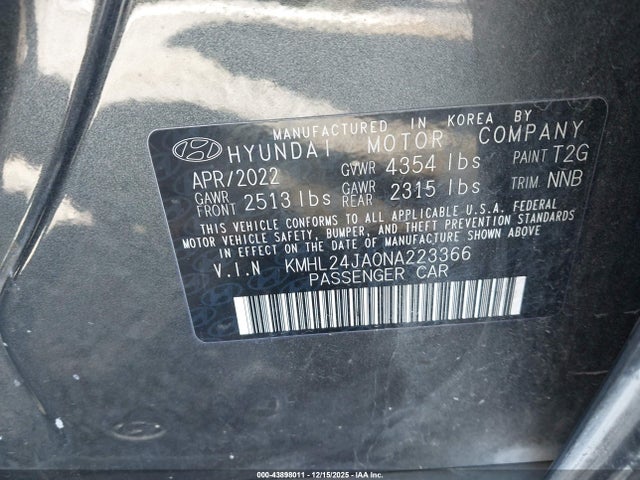 MANUFACTURED IN KOREA BY
HYUNDAI MOTOR COMPANY
APR/2022 GVWR 4354 lbs PAINT T2G
GAWR FRONT 2513 lbs GAWR REAR 2315 lbs TRIM NNB
THIS VEHICLE CONFORMS TO ALL APPLICABLE U.S.A. FEDERAL
MOTOR VEHICLE SAFETY, BUMPER, AND THEFT PREVENTION STANDARDS
IN EFFECT ON THE DATE OF MANUFACTURE SHOWN ABOVE
V.I.N KMHL24JA0NA223366
PASSENGER CAR
000-43898011 - 12/15/2025 - IAA Inc.